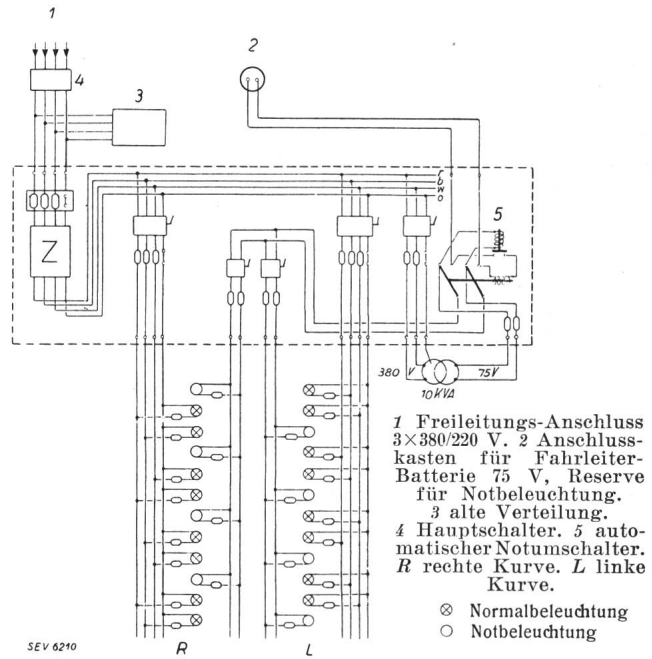 1
2
4
3
r
b
w
o
5
Z
380 V
75V
10KVA
1 Freileitungs-Anschluss
3×380/220 V. 2 Anschluss-
kasten für Fahrleiter-
Batterie 75 V, Reserve
für Notbeleuchtung.
3 alte Verteilung.
4 Hauptschalter. 5 auto-
matischer Notumschalter.
R rechte Kurve. L linke
Kurve.
⊗ Normalbeleuchtung
○ Notbeleuchtung
SEV 6210
R
L